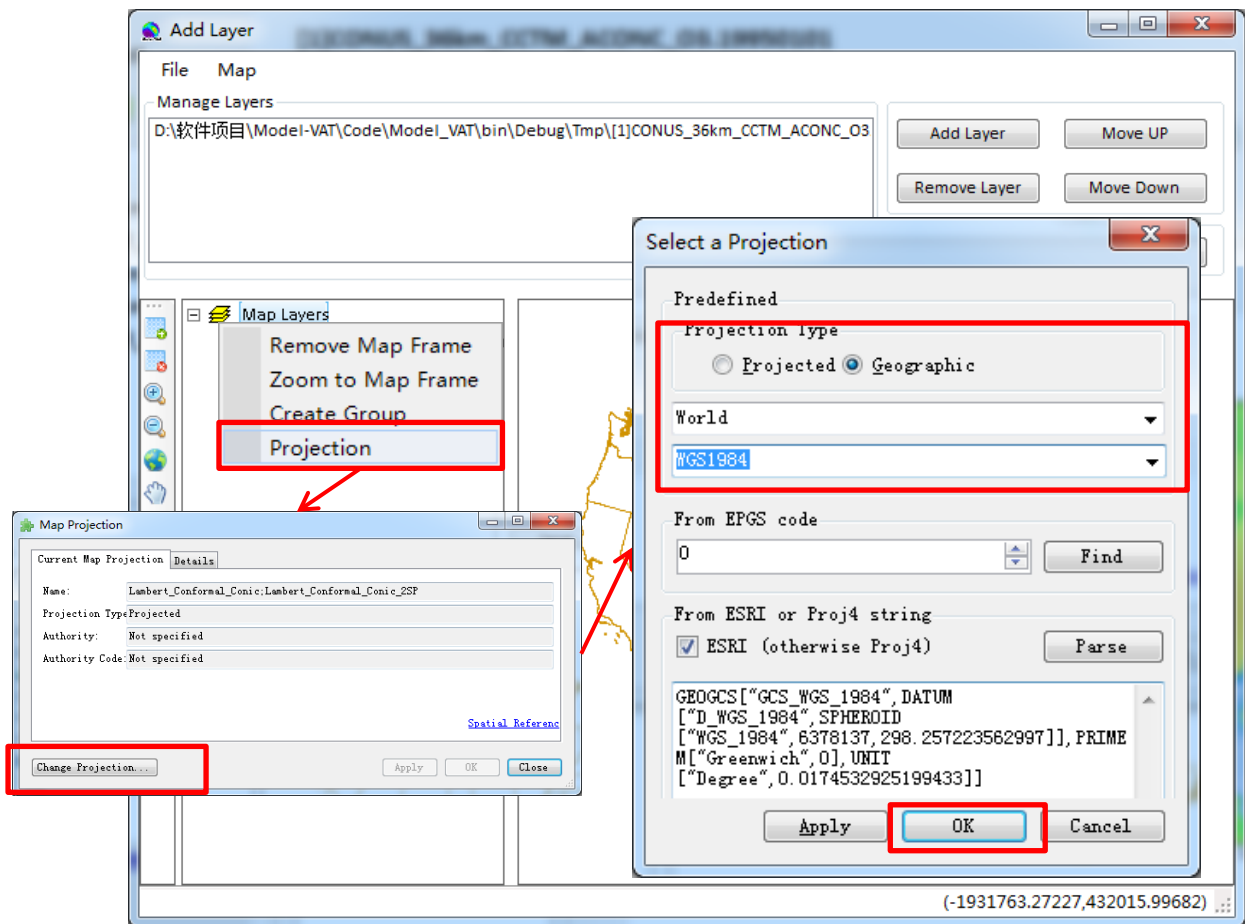 Add Layer
[1]CONUS_36km_CCTM_ACONC_O3.19950101
File Map
Manage Layers
D:\软件项目\Model-VAT\Code\Model_VAT\bin\Debug\Tmp\[1]CONUS_36km_CCTM_ACONC_O3
Add Layer
Move UP
Remove Layer
Move Down
Map Layers
Remove Map Frame
Zoom to Map Frame
Create Group
Projection
Map Projection
Current Map Projection Details
Name: Lambert_Conformal_Conic;Lambert_Conformal_Conic_2SP
Projection Type Projected
Authority: Not specified
Authority Code: Not specified
Spatial Referenc
Change Projection...
Apply
OK
Close
Select a Projection
Predefined
Projection Type
Projected Geographic
World
WGS1984
From EPGS code
0
Find
From ESRI or Proj4 string
ESRI (otherwise Proj4)
Parse
GEOGCS["GCS_WGS_1984",DATUM
["D_WGS_1984",SPHEROID
["WGS_1984",6378137,298.257223562997]],PRIME
M["Greenwich",0],UNIT
["Degree",0.0174532925199433]]
Apply
OK
Cancel
(-1931763.27227,432015.99682)